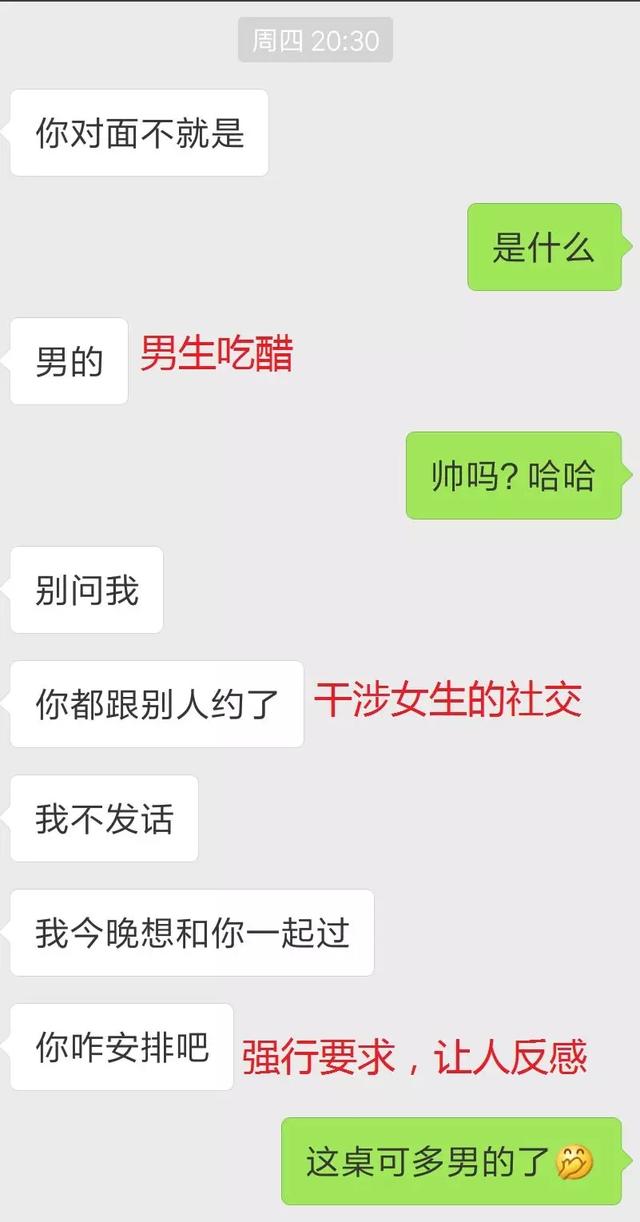 周四 20:30
你对面不就是
是什么
男的 男生吃醋
帅吗? 哈哈
别问我
你都跟别人约了 干涉女生的社交
我不发话
我今晚想和你一起过
你咋安排吧 强行要求，让人反感
这桌可多男的了🤭